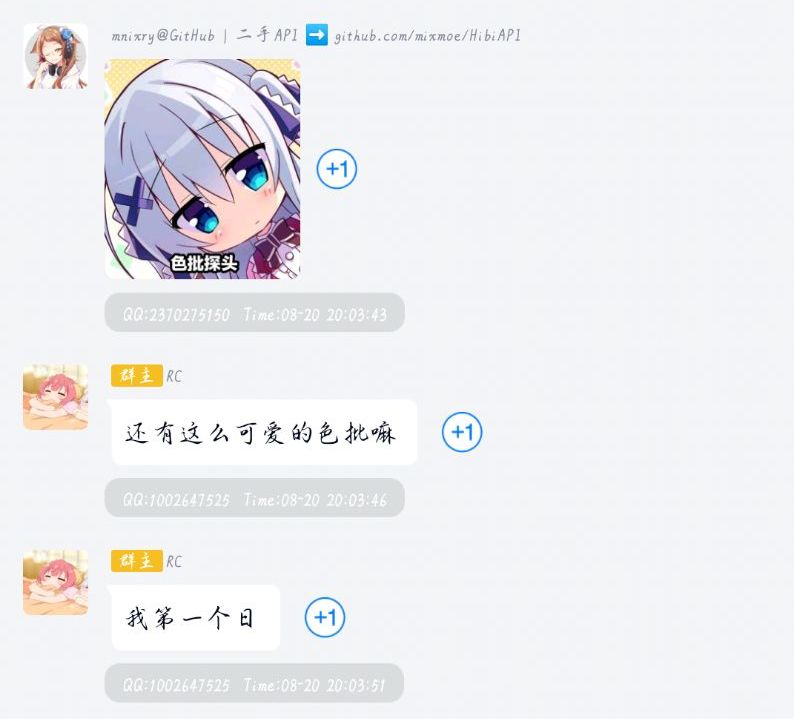 mnixry@GitHub | 二手API ➡️ github.com/mixmoe/HibiAPI
色批探头
+1
QQ:2370275150 Time:08-20 20:03:43
群主 RC
还有这么可爱的色批嘛
+1
QQ:1002647525 Time:08-20 20:03:46
群主 RC
我第一个日
+1
QQ:1002647525 Time:08-20 20:03:51